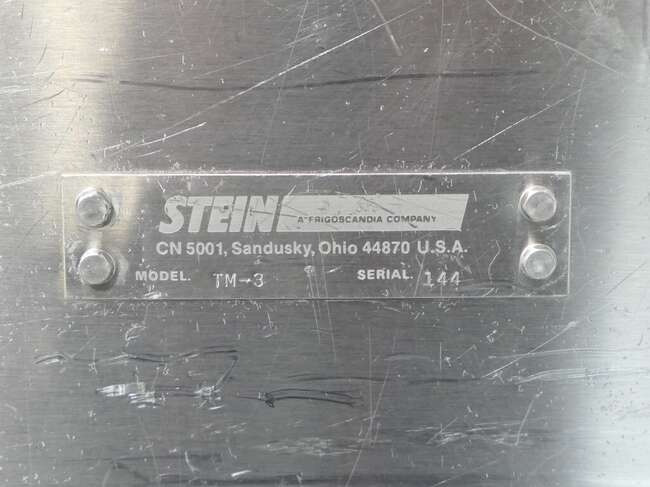 STEIN A FRIGOSCANDIA COMPANY
CN 5001, Sandusky, Ohio 44870 U.S.A.
MODEL. TM-3 SERIAL. 144